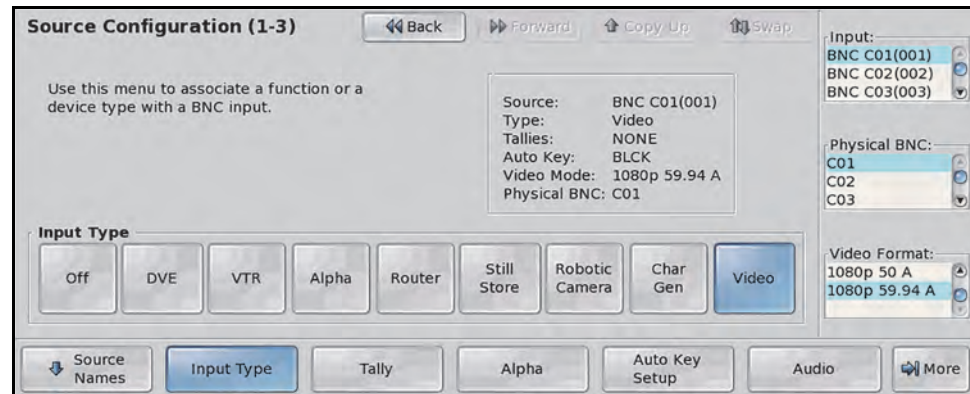 Source Configuration (1-3)
Back
Forward
Copy Up
Swap
Use this menu to associate a function or a
device type with a BNC input.
Source: BNC C01(001)
Type: Video
Tallies: NONE
Auto Key: BLCK
Video Mode: 1080p 59.94 A
Physical BNC: C01
Input:
BNC C01(001)
BNC C02(002)
BNC C03(003)
Physical BNC:
C01
C02
C03
Video Format:
1080p 50 A
1080p 59.94 A
Input Type
Off
DVE
VTR
Alpha
Router
Still
Store
Robotic
Camera
Char
Gen
Video
Source
Names
Input Type
Tally
Alpha
Auto Key
Setup
Audio
More